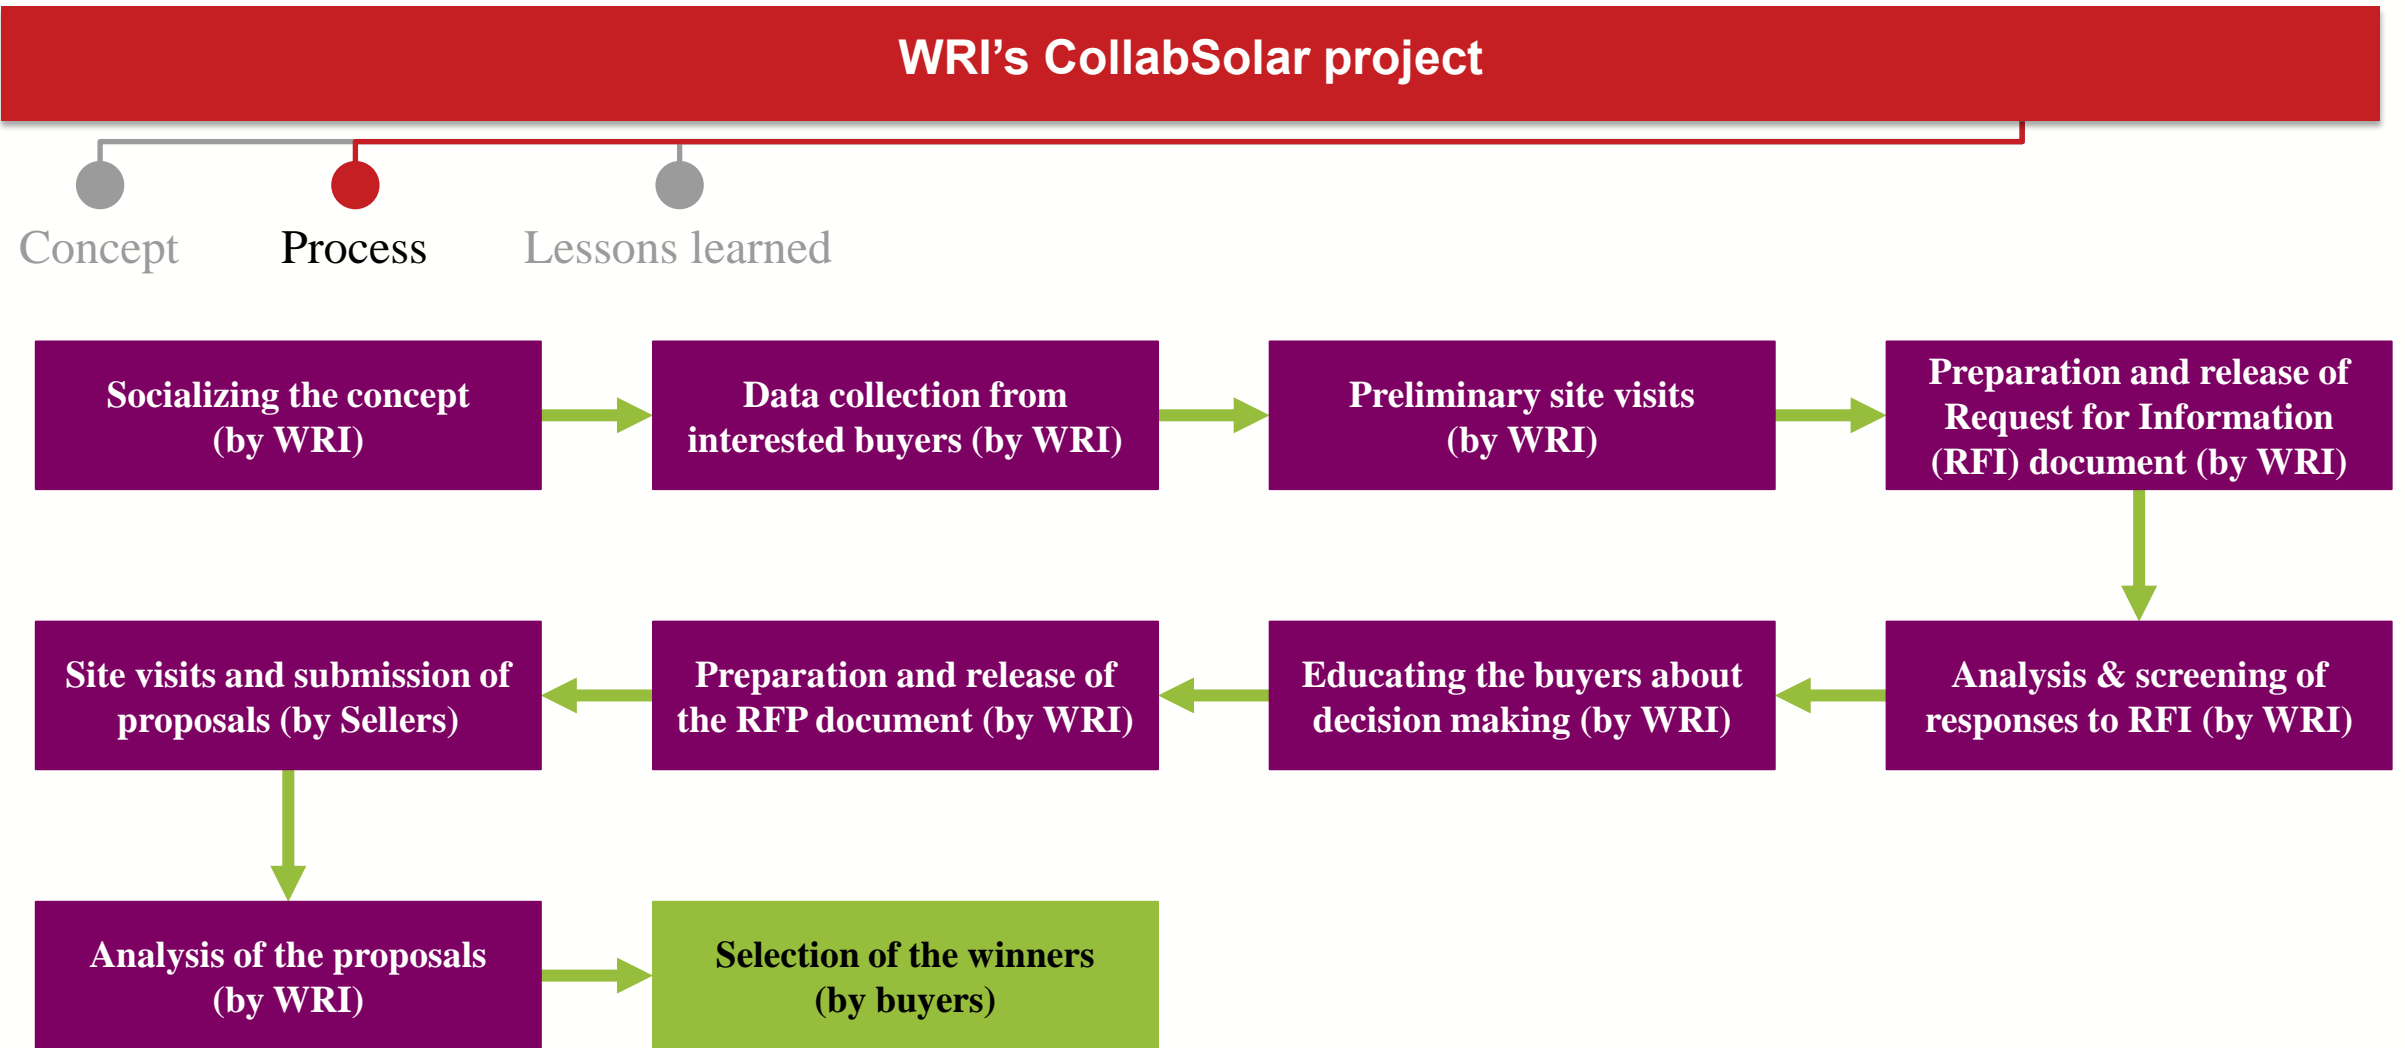 WRI’s CollabSolar project
Concept
Process
Lessons learned
Socializing the concept
(by WRI)
Data collection from
interested buyers (by WRI)
Preliminary site visits
(by WRI)
Preparation and release of
Request for Information
(RFI) document (by WRI)
Analysis & screening of
responses to RFI (by WRI)
Educating the buyers about
decision making (by WRI)
Preparation and release of
the RFP document (by WRI)
Site visits and submission of
proposals (by Sellers)
Analysis of the proposals
(by WRI)
Selection of the winners
(by buyers)